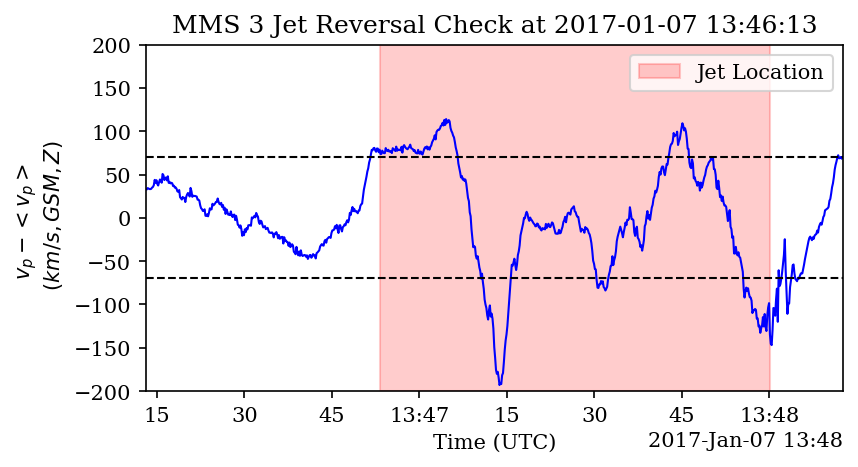 MMS 3 Jet Reversal Check at 2017-01-07 13:46:13
200
150
100
50
0
−50
−100
−150
−200
v_p − < v_p >
(km/s, GSM, Z)
Jet Location
15 30 45 13:47 15 30 45 13:48
Time (UTC)
2017-Jan-07 13:48